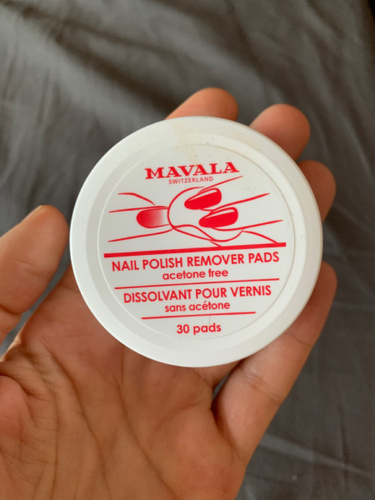 MAVALA
SWITZERLAND
NAIL POLISH REMOVER PADS
acetone free
DISSOLVANT POUR VERNIS
sans acétone
30 pads